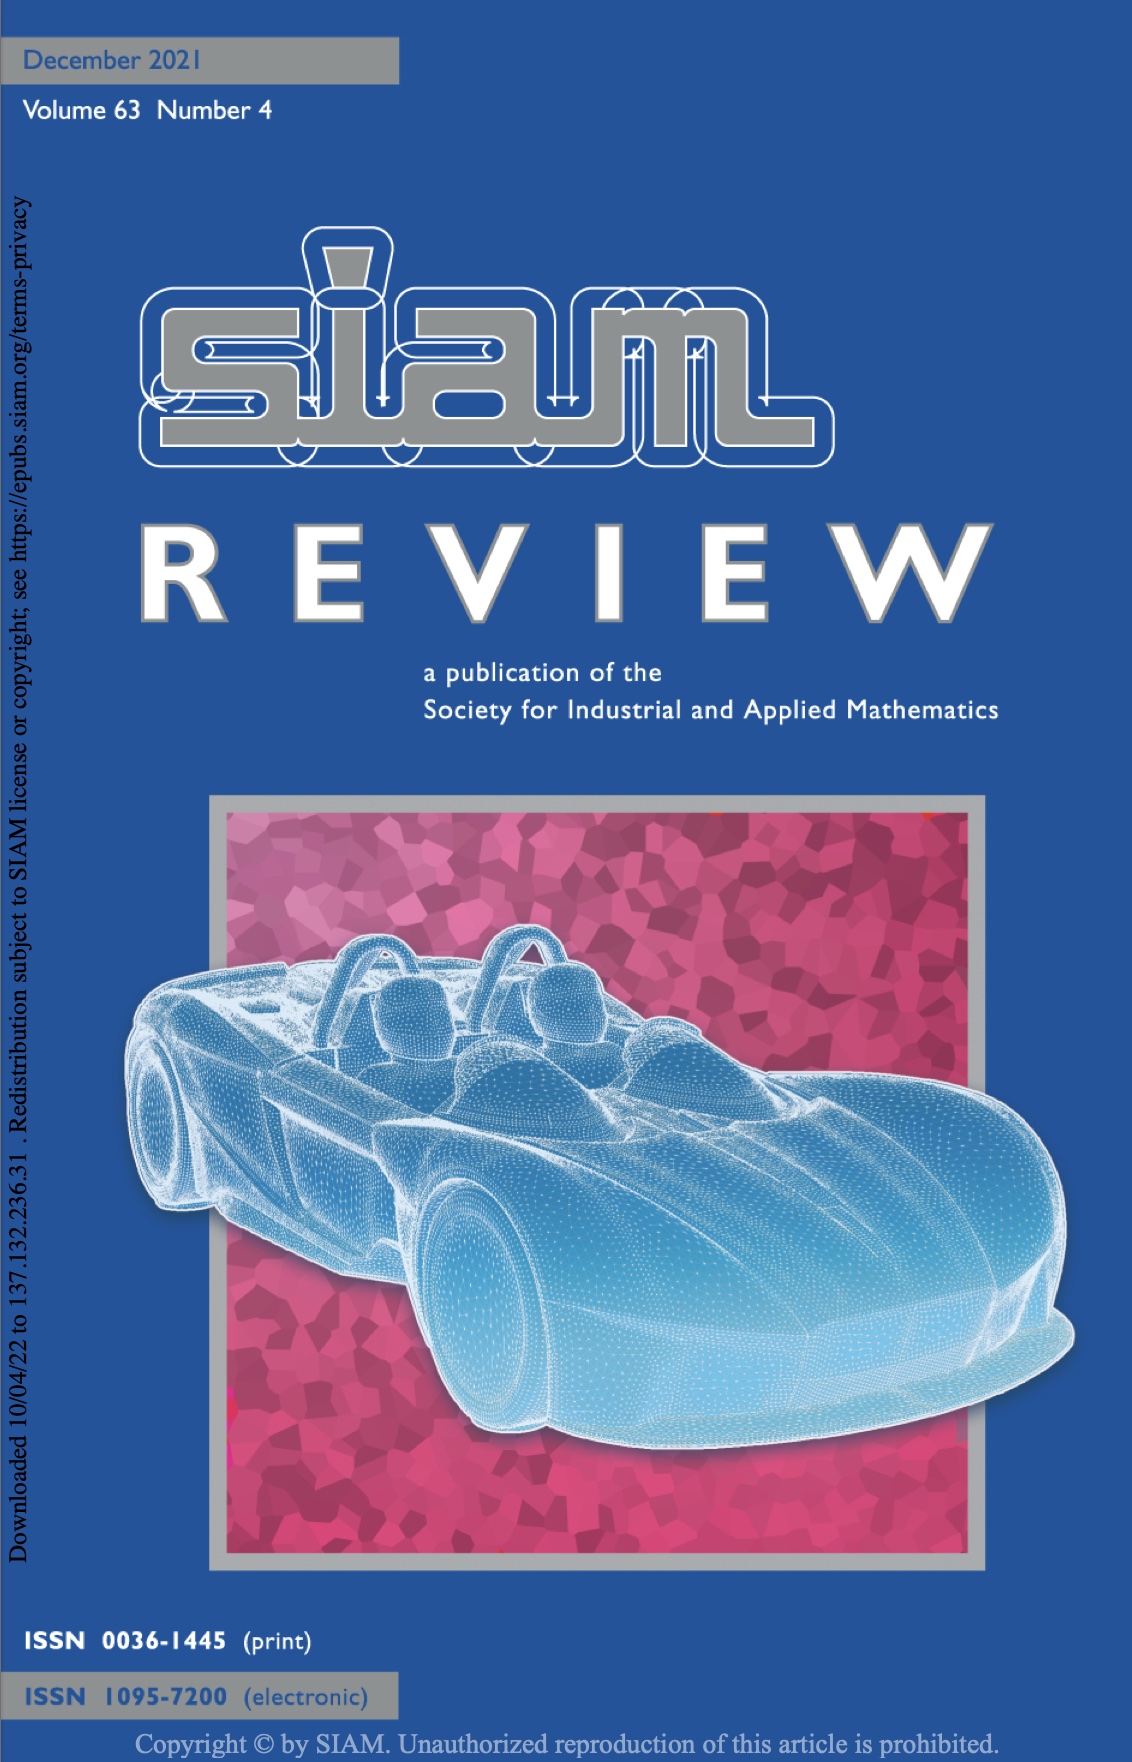 December 2021
Volume 63 Number 4
siam
REVIEW
a publication of the
Society for Industrial and Applied Mathematics
ISSN 0036-1445 (print)
ISSN 1095-7200 (electronic)
Copyright © by SIAM. Unauthorized reproduction of this article is prohibited.
Downloaded 10/04/22 to 137.132.236.31 . Redistribution subject to SIAM license or copyright; see https://epubs.siam.org/terms-privacy